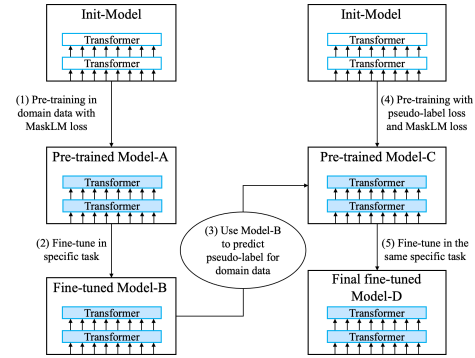 Init-Model
Transformer
Transformer
(1) Pre-training in
domain data with
MaskLM loss
Pre-trained Model-A
Transformer
Transformer
(2) Fine-tune in
specific task
Fine-tuned Model-B
Transformer
Transformer
(3) Use Model-B
to predict
pseudo-label for
domain data
Init-Model
Transformer
Transformer
(4) Pre-training with
pseudo-label loss
and MaskLM loss
Pre-trained Model-C
Transformer
Transformer
(5) Fine-tune in the
same specific task
Final fine-tuned
Model-D
Transformer
Transformer